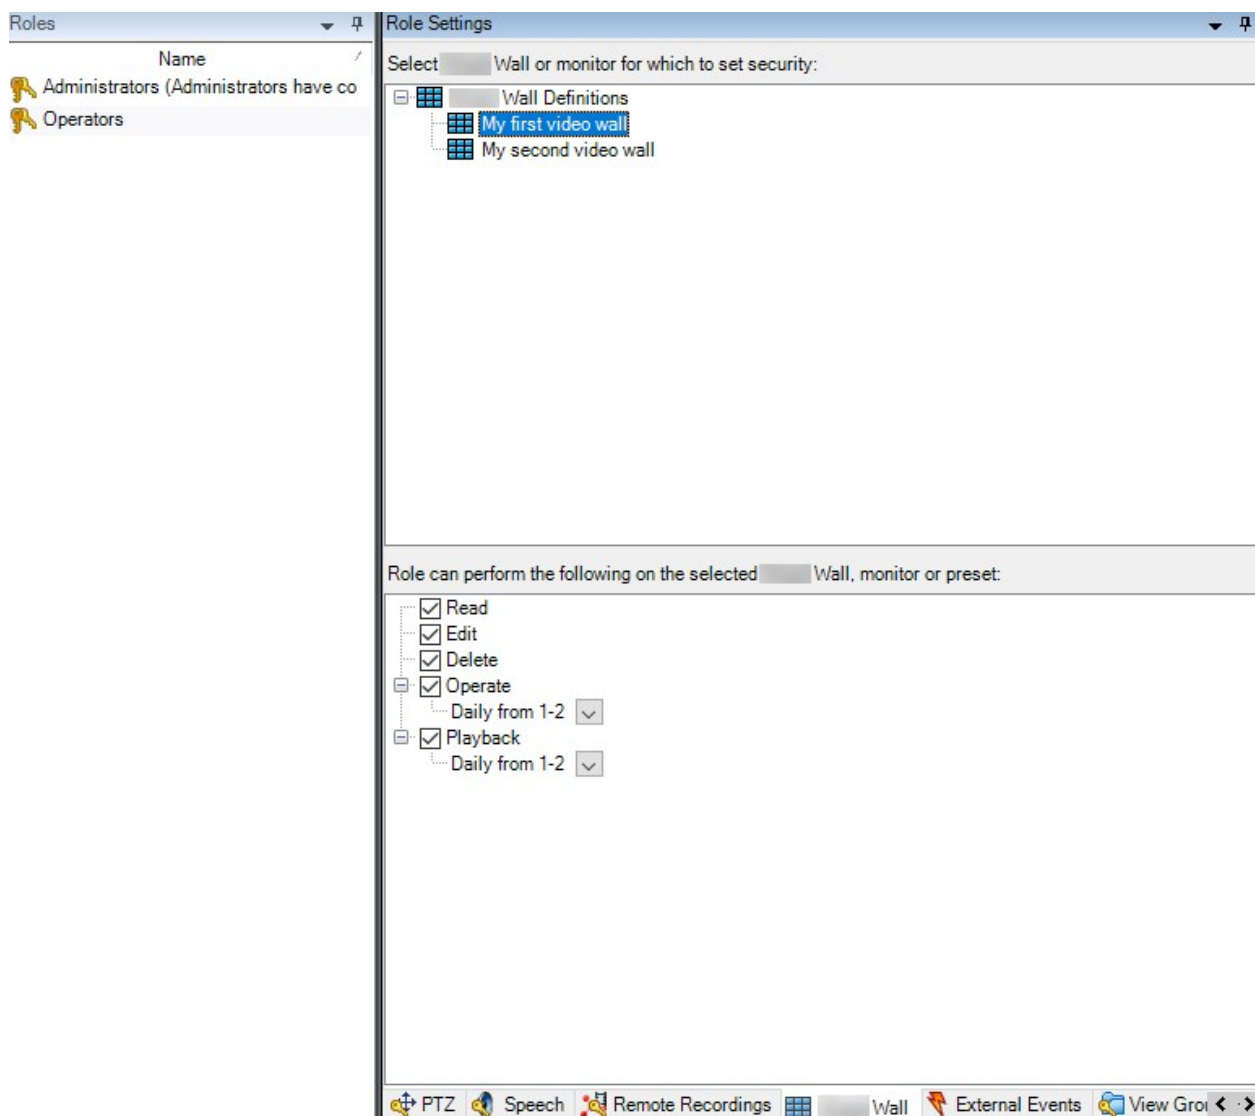 Roles
Name
Administrators (Administrators have co
Operators
Role Settings
Select Wall or monitor for which to set security:
Wall Definitions
My first video wall
My second video wall
Role can perform the following on the selected Wall, monitor or preset:
Read
Edit
Delete
Operate
Daily from 1-2
Playback
Daily from 1-2
PTZ Speech Remote Recordings Wall External Events View Grou